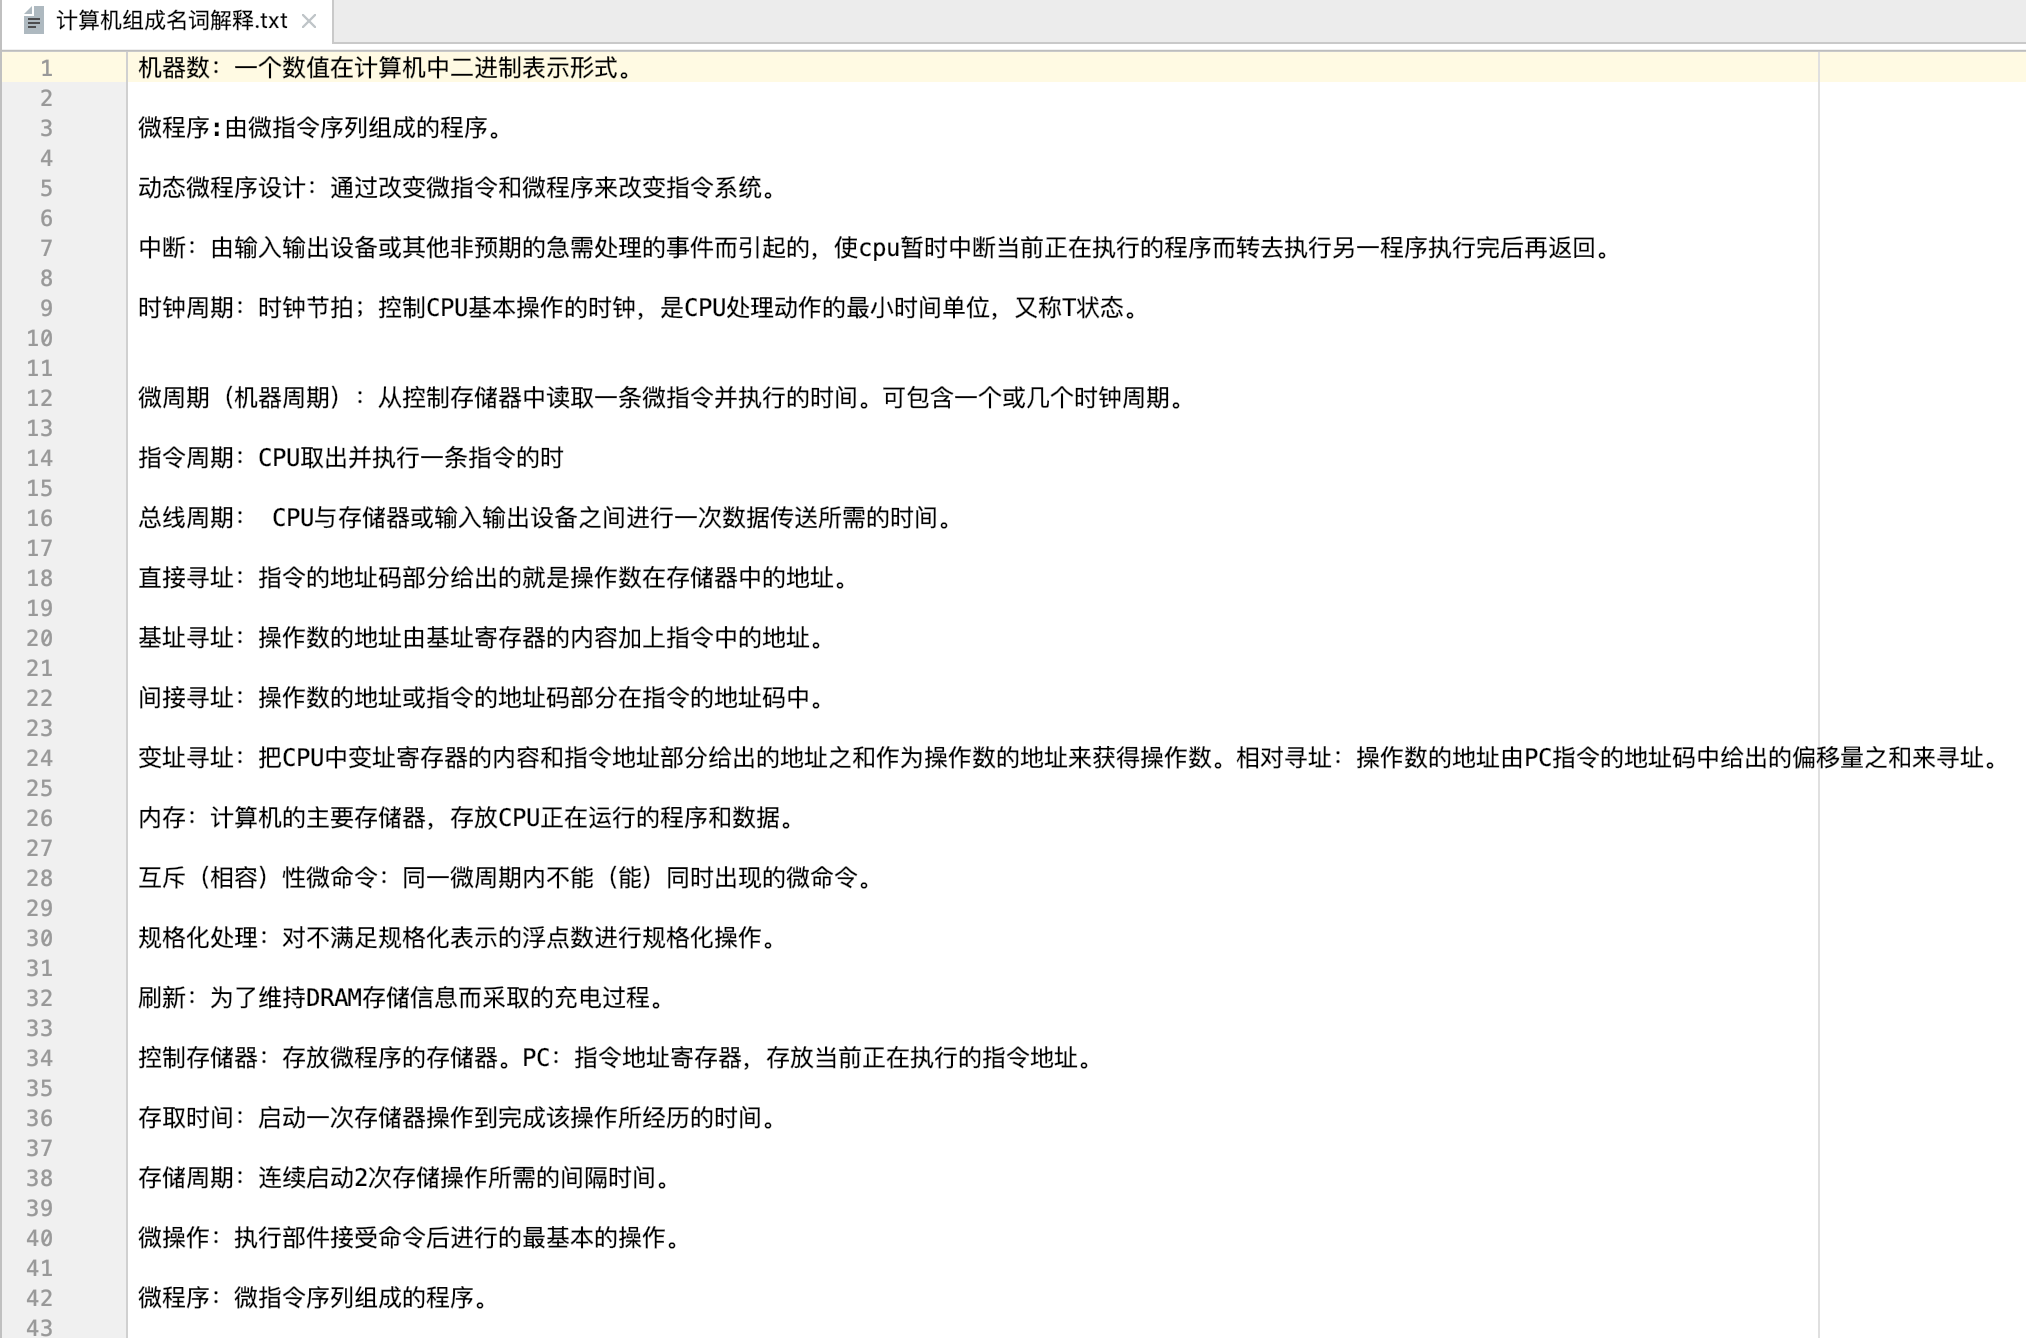 计算机组成名词解释.txt
1 机器数：一个数值在计算机中二进制表示形式。
2
3 微程序:由微指令序列组成的程序。
4
5 动态微程序设计：通过改变微指令和微程序来改变指令系统。
6
7 中断：由输入输出设备或其他非预期的急需处理的事件而引起的，使cpu暂时中断当前正在执行的程序而转去执行另一程序执行完后再返回。
8
9 时钟周期：时钟节拍；控制CPU基本操作的时钟，是CPU处理动作的最小时间单位，又称T状态。
10
11
12 微周期（机器周期）：从控制存储器中读取一条微指令并执行的时间。可包含一个或几个时钟周期。
13
14 指令周期：CPU取出并执行一条指令的时
15
16 总线周期： CPU与存储器或输入输出设备之间进行一次数据传送所需的时间。
17
18 直接寻址：指令的地址码部分给出的就是操作数在存储器中的地址。
19
20 基址寻址：操作数的地址由基址寄存器的内容加上指令中的地址。
21
22 间接寻址：操作数的地址或指令的地址码部分在指令的地址码中。
23
24 变址寻址：把CPU中变址寄存器的内容和指令地址部分给出的地址之和作为操作数的地址来获得操作数。相对寻址：操作数的地址由PC指令的地址码中给出的偏移量之和来寻址。
25
26 内存：计算机的主要存储器，存放CPU正在运行的程序和数据。
27
28 互斥（相容）性微命令：同一微周期内不能（能）同时出现的微命令。
29
30 规格化处理：对不满足规格化表示的浮点数进行规格化操作。
31
32 刷新：为了维持DRAM存储信息而采取的充电过程。
33
34 控制存储器：存放微程序的存储器。PC：指令地址寄存器，存放当前正在执行的指令地址。
35
36 存取时间：启动一次存储器操作到完成该操作所经历的时间。
37
38 存储周期：连续启动2次存储操作所需的间隔时间。
39
40 微操作：执行部件接受命令后进行的最基本的操作。
41
42 微程序：微指令序列组成的程序。
43